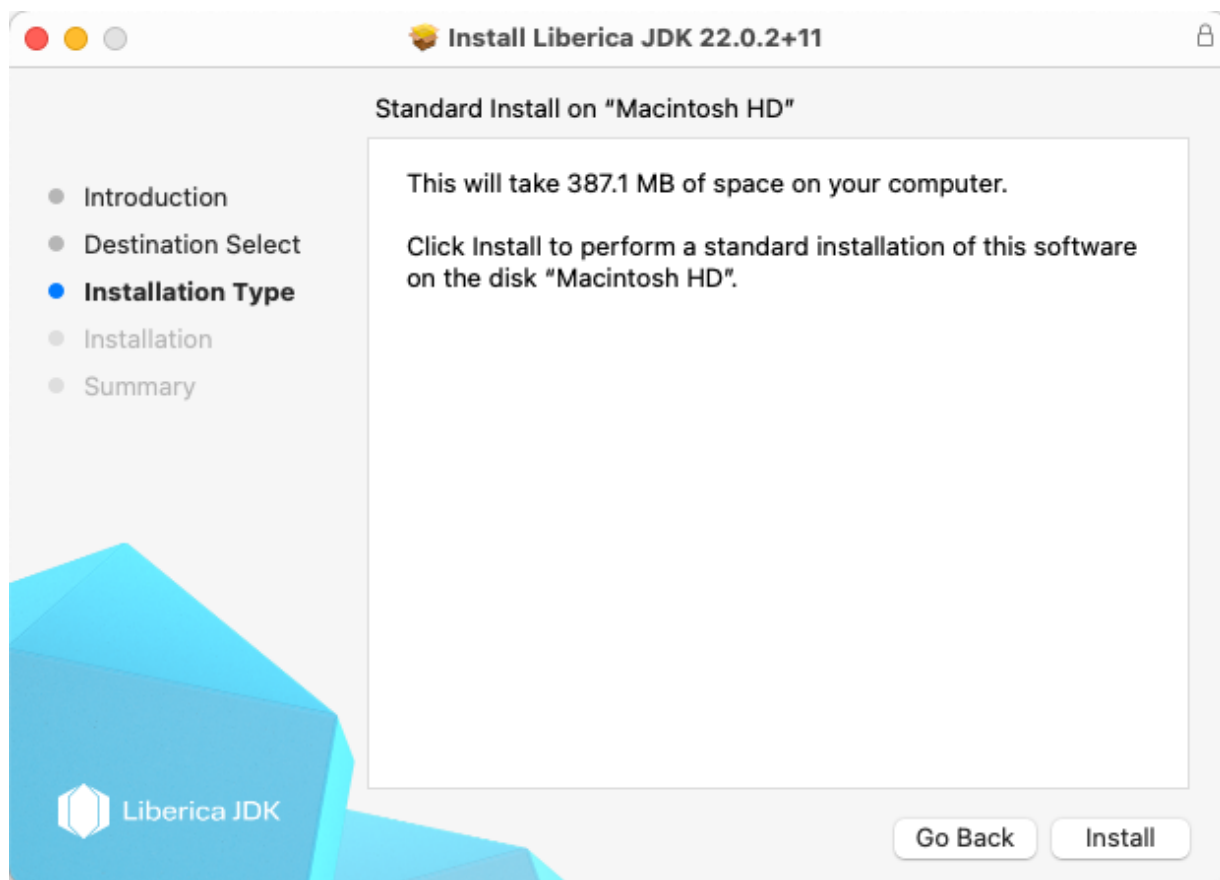 Install Liberica JDK 22.0.2+11
Standard Install on “Macintosh HD”
Introduction
Destination Select
Installation Type
Installation
Summary
This will take 387.1 MB of space on your computer.
Click Install to perform a standard installation of this software
on the disk “Macintosh HD”.
Liberica JDK
Go Back
Install